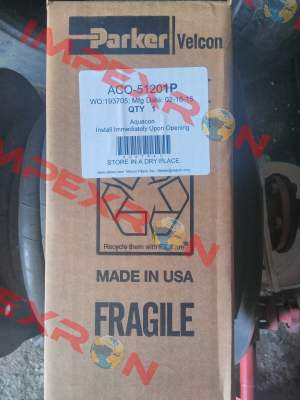 Parker Velcon
ACO-51201P
WO:193705; Mfg Date: 02-16-15
QTY 1
Aquacon
Install Immediately Upon Opening
STORE IN A DRY PLACE
Recycle them with
MADE IN USA
FRAGILE
IMPEXRON
IMPEXRON